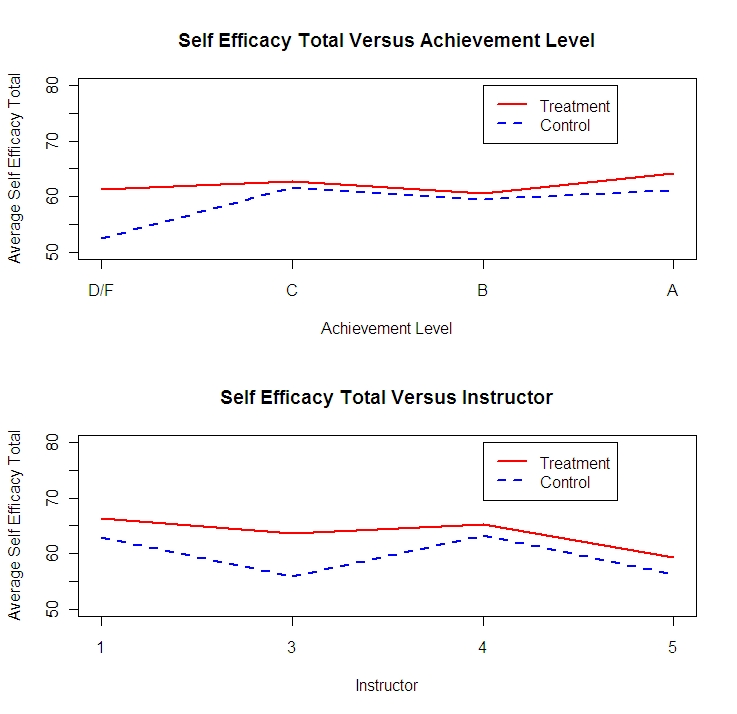 Self Efficacy Total Versus Achievement Level
Average Self Efficacy Total
80
70
60
50
Treatment
Control
D/F C B A
Achievement Level
Self Efficacy Total Versus Instructor
Average Self Efficacy Total
80
70
60
50
Treatment
Control
1 3 4 5
Instructor